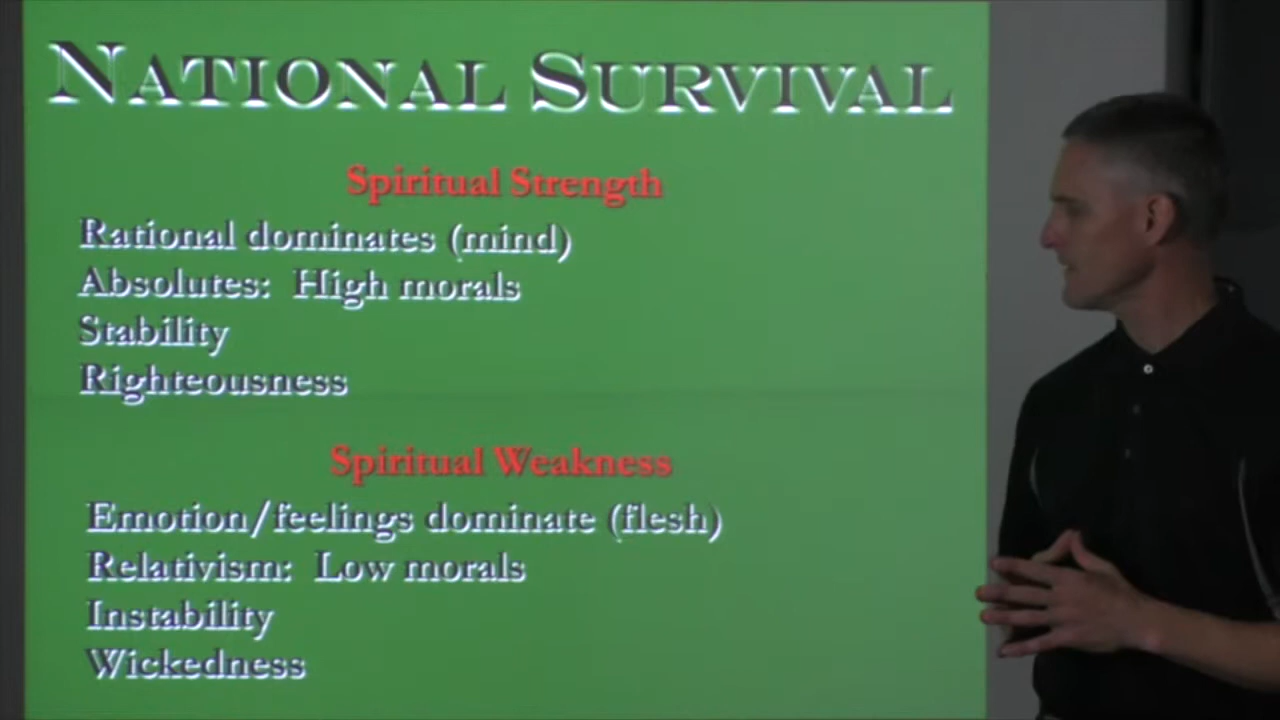 National Survival
Spiritual Strength
Rational dominates (mind)
Absolutes:  High morals
Stability
Righteousness
Spiritual Weakness
Emotion/feelings dominate (flesh)
Relativism:  Low morals
Instability
Wickedness